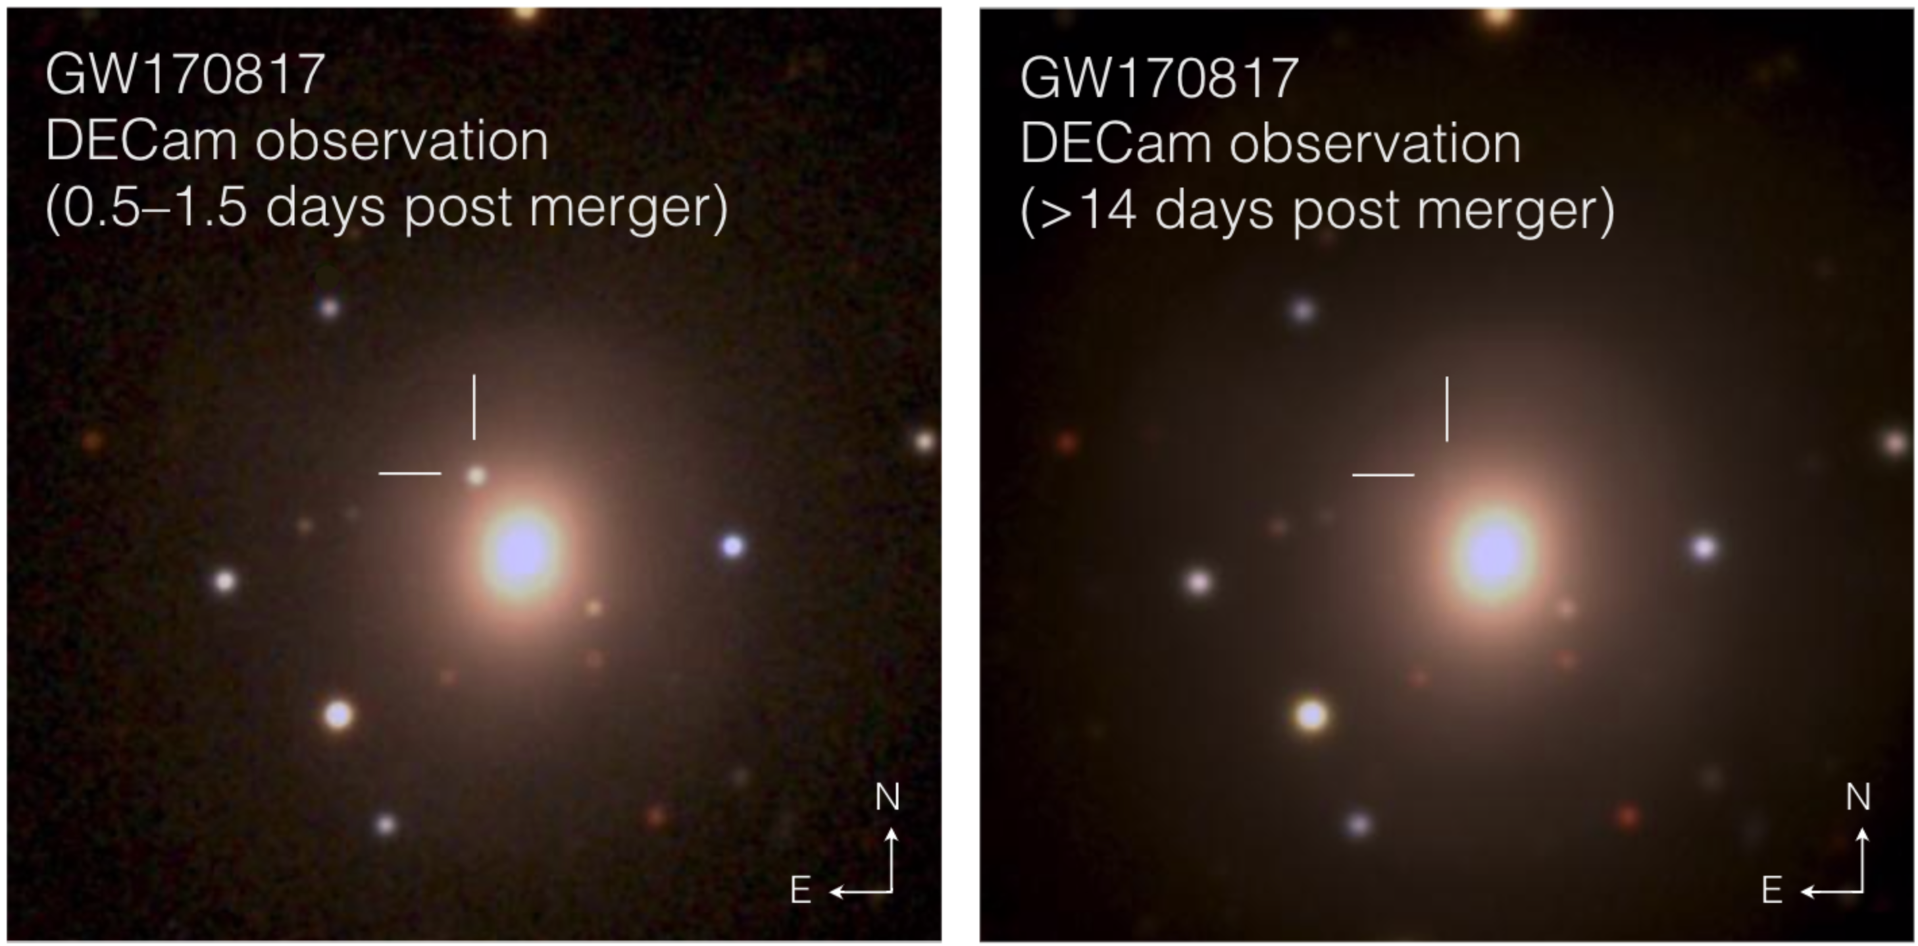 GW170817
DECam observation
(0.5–1.5 days post merger)
N
E
GW170817
DECam observation
(>14 days post merger)
N
E